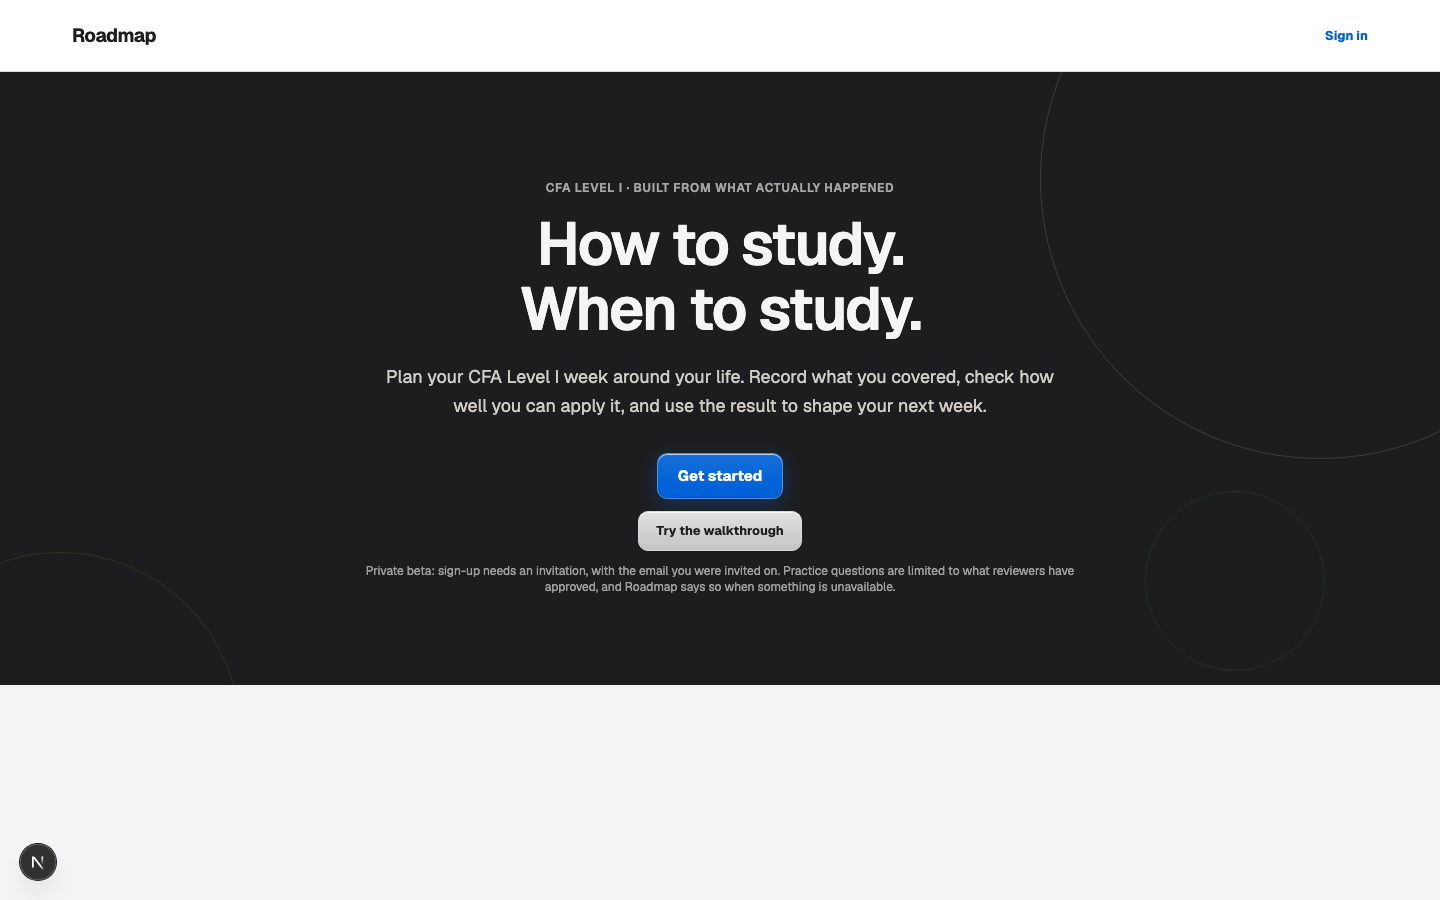 Roadmap
Sign in
CFA LEVEL I · BUILT FROM WHAT ACTUALLY HAPPENED
How to study.
When to study.
Plan your CFA Level I week around your life. Record what you covered, check how
well you can apply it, and use the result to shape your next week.
Get started
Try the walkthrough
Private beta: sign-up needs an invitation, with the email you were invited on. Practice questions are limited to what reviewers have
approved, and Roadmap says so when something is unavailable.
N